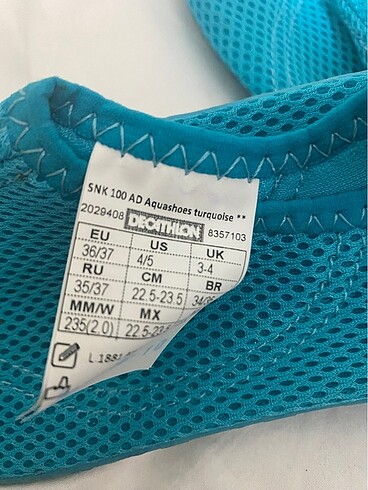 SNK 100 AD Aquashoes turquoise **
2029408 DECATHLON 8357103
EU US UK
36/37 4/5 3-4
RU CM BR
35/37 22.5-23.5
MM/W MX
235(2.0)